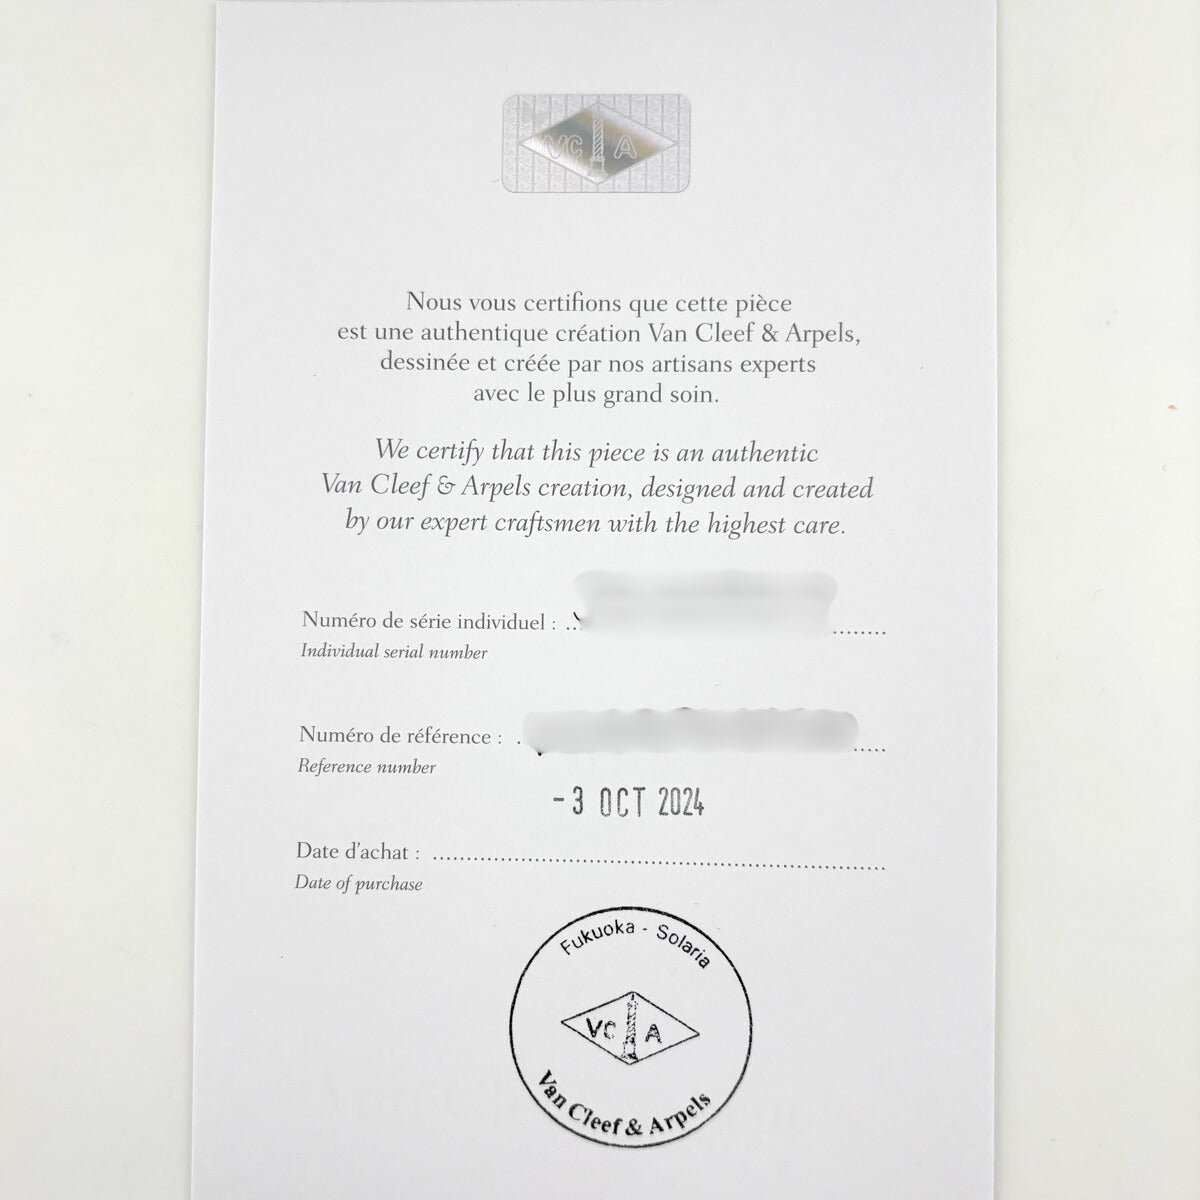 VC A
Nous vous certifions que cette pièce
est une authentique création Van Cleef & Arpels,
dessinée et créée par nos artisans experts
avec le plus grand soin.
We certify that this piece is an authentic
Van Cleef & Arpels creation, designed and created
by our expert craftsmen with the highest care.
Numéro de série individuel :
Individual serial number
Numéro de référence :
Reference number
-3 OCT 2024
Date d'achat :
Date of purchase
Fukuoka - Solaria
VC A
Van Cleef & Arpels